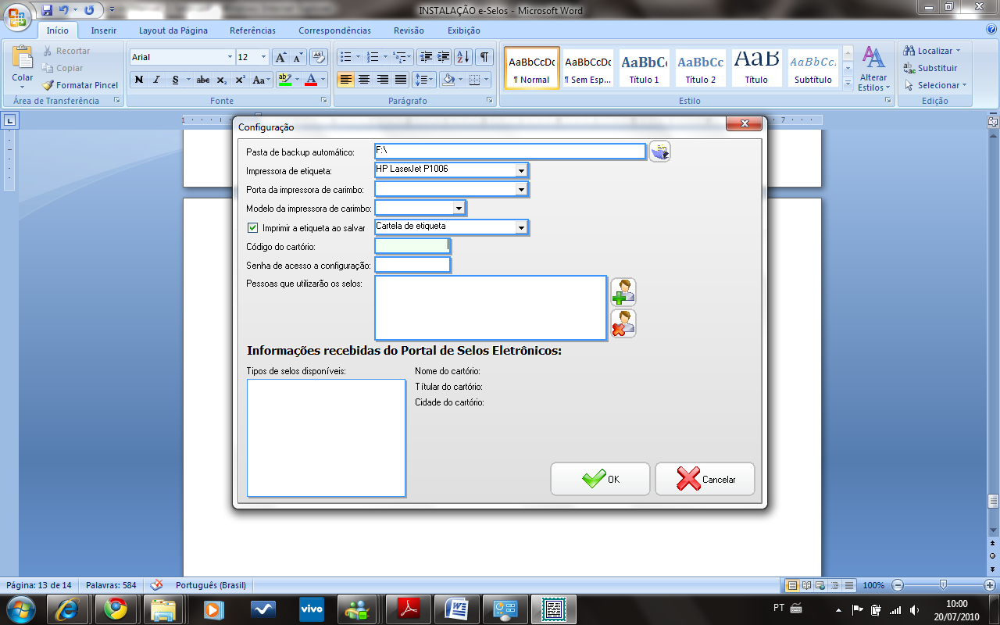 INSTALAÇÃO e-Selos - Microsoft Word
Início Inserir Layout da Página Referências Correspondências Revisão Exibição
Colar
Recortar
Copiar
Formatar Pincel
Área de Transferência
Arial 12
N I S abc x₂ x² Aa ab A
Fonte
Parágrafo
AaBbCcDc AaBbCcDc AaBbCc AaBbCc AaB AaBbCc.
¶ Normal ¶ Sem Esp... Título 1 Título 2 Título Subtítulo
Alterar
Estilos
Estilo
Localizar
Substituir
Selecionar
Edição
1 7
Configuração
Pasta de backup automático: F:\
Impressora de etiqueta: HP LaserJet P1006
Porta da impressora de carimbo:
Modelo da impressora de carimbo:
Imprimir a etiqueta ao salvar Cartela de etiqueta
Código do cartório:
Senha de acesso a configuração:
Pessoas que utilizarão os selos:
Informações recebidas do Portal de Selos Eletrônicos:
Tipos de selos disponíveis:
Nome do cartório:
Títular do cartório:
Cidade do cartório:
OK Cancelar
Página: 13 de 14 Palavras: 584 Português (Brasil) 100%
vivo
PT
10:00
20/07/2010